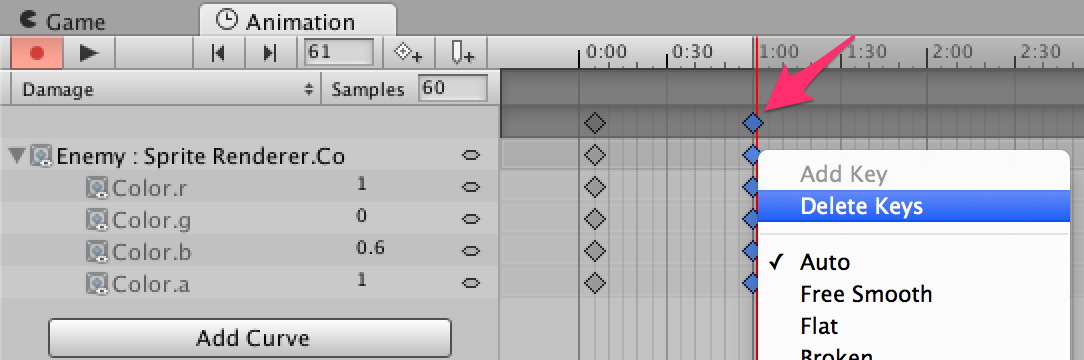 Game Animation
61 0:00 0:30 1:00 1:30 2:00 2:30
Damage Samples 60
Enemy : Sprite Renderer.Co
Add Key
Color.r 1
Delete Keys
Color.g 0
Color.b 0.6
✓ Auto
Color.a 1
Free Smooth
Flat
Add Curve
Broken